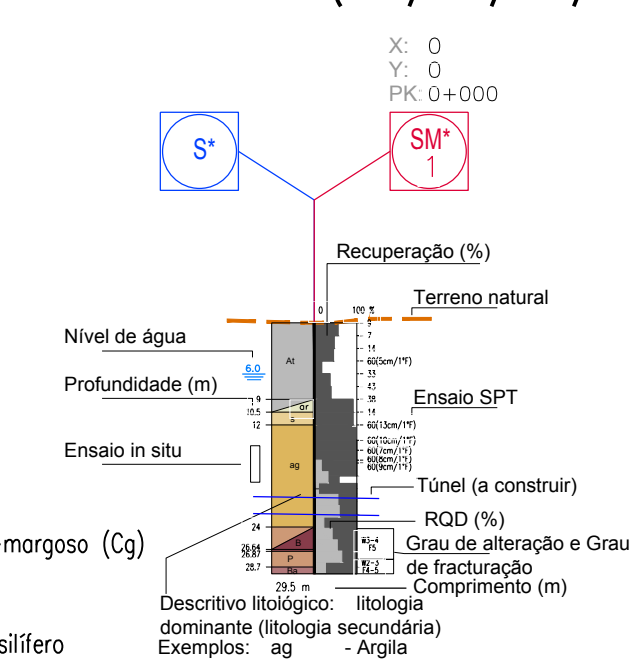 X: 0
Y: 0
PK: 0+000
S*
SM*
1
Recuperação (%)
Terreno natural
0 100 %
9
7
14
60(5cm/1ªF)
33
43
38
14
60(13cm/1ªF)
60(10cm/1ªF)
60(7cm/1ªF)
60(8cm/1ªF)
60(9cm/1ªF)
Nível de água
6.0
At
Profundidade (m)
9
10.5
12
ar
Ensaio SPT
Ensaio in situ
ag
Túnel (a construir)
24
RQD (%)
-margoso (Cg)
B
26.64
26.87
P
28.7
Ba
W3-4
F5
W2-3
F4-5
Grau de alteração e Grau
de fracturação
29.5 m
Comprimento (m)
Descritivo litológico: litologia
dominante (litologia secundária)
silífero
Exemplos: ag - Argila